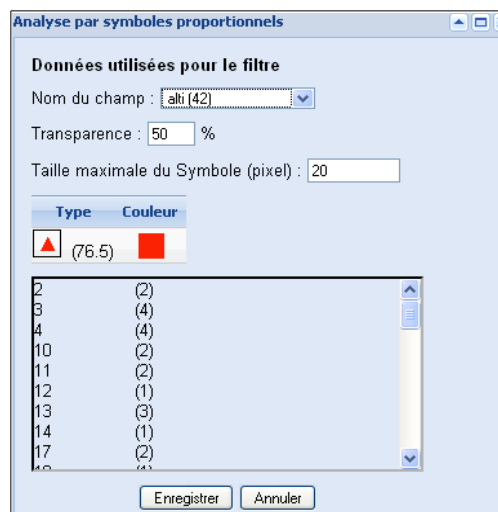 Analyse par symboles proportionnels
Données utilisées pour le filtre
Nom du champ : alti (42)
Transparence : 50 %
Taille maximale du Symbole (pixel) : 20
Type Couleur
(76.5)
2 (2)
3 (4)
4 (4)
10 (2)
11 (2)
12 (1)
13 (3)
14 (1)
17 (2)
Enregistrer Annuler